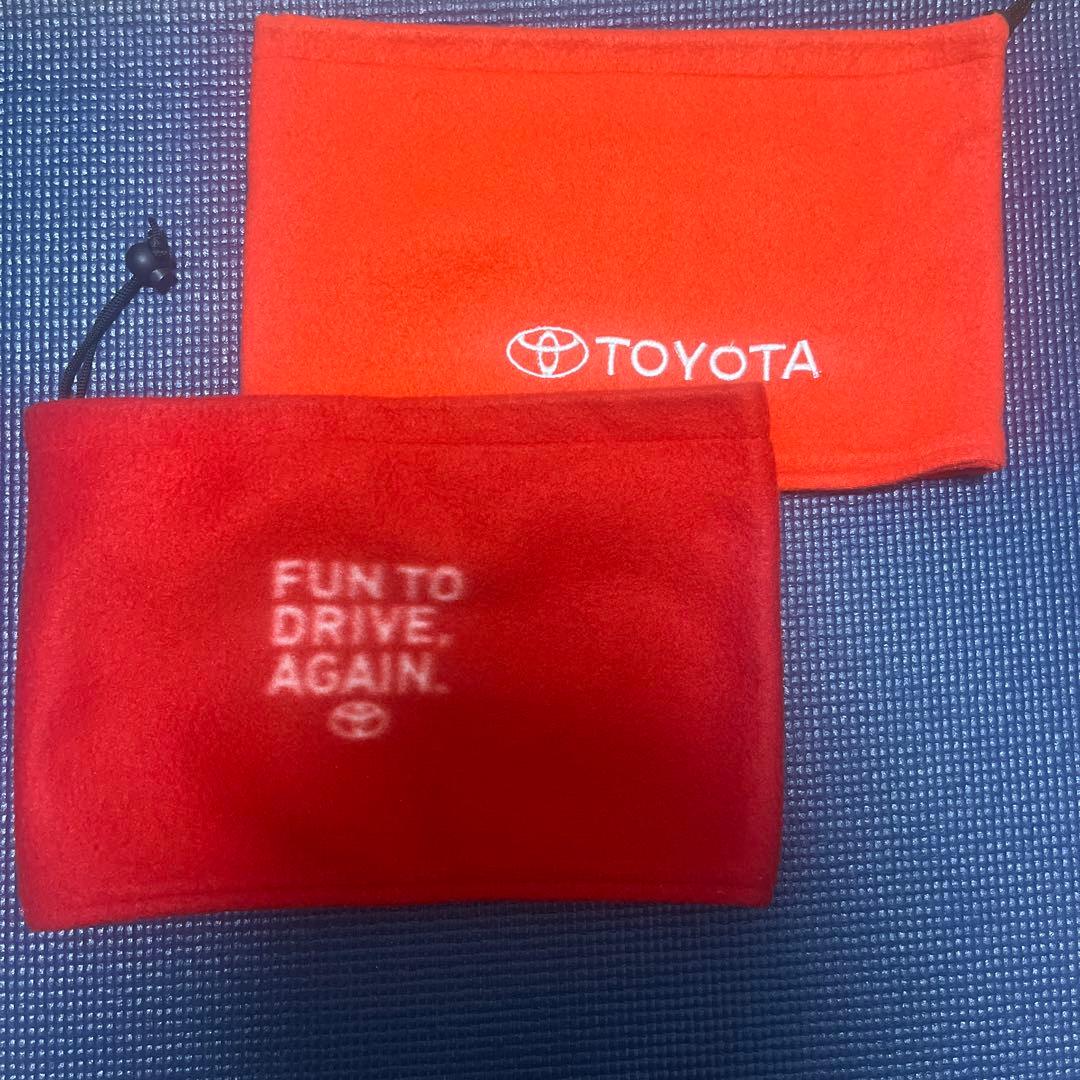 TOYOTA
FUN TO
DRIVE,
AGAIN.